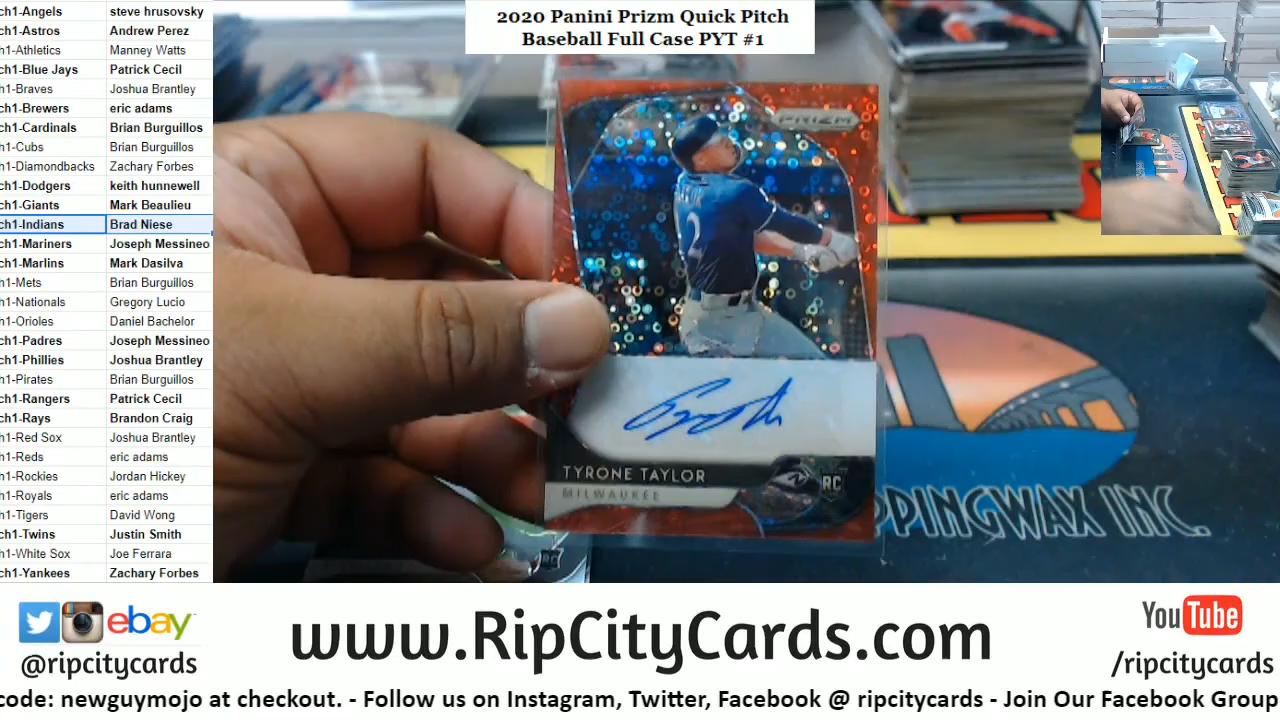 2020 Panini Prizm Quick Pitch
Baseball Full Case PYT #1
ch1-Angels steve hrusovsky
ch1-Astros Andrew Perez
ch1-Athletics Manney Watts
ch1-Blue Jays Patrick Cecil
ch1-Braves Joshua Brantley
ch1-Brewers eric adams
ch1-Cardinals Brian Burguillos
ch1-Cubs Brian Burguillos
ch1-Diamondbacks Zachary Forbes
ch1-Dodgers keith hunnewell
ch1-Giants Mark Beaulieu
ch1-Indians Brad Niese
ch1-Mariners Joseph Messineo
ch1-Marlins Mark Dasilva
ch1-Mets Brian Burguillos
ch1-Nationals Gregory Lucio
ch1-Orioles Daniel Bachelor
ch1-Padres Joseph Messineo
ch1-Phillies Joshua Brantley
ch1-Pirates Brian Burguillos
ch1-Rangers Patrick Cecil
ch1-Rays Brandon Craig
ch1-Red Sox Joshua Brantley
ch1-Reds eric adams
ch1-Rockies Jordan Hickey
ch1-Royals eric adams
ch1-Tigers David Wong
ch1-Twins Justin Smith
ch1-White Sox Joe Ferrara
ch1-Yankees Zachary Forbes
PRIZM
2
TYRONE TAYLOR
MILWAUKEE
RC
PPINGWAX INC.
ebay
@ripcitycards
www.RipCityCards.com
YouTube
/ripcitycards
code: newguymojo at checkout. - Follow us on Instagram, Twitter, Facebook @ ripcitycards - Join Our Facebook Group